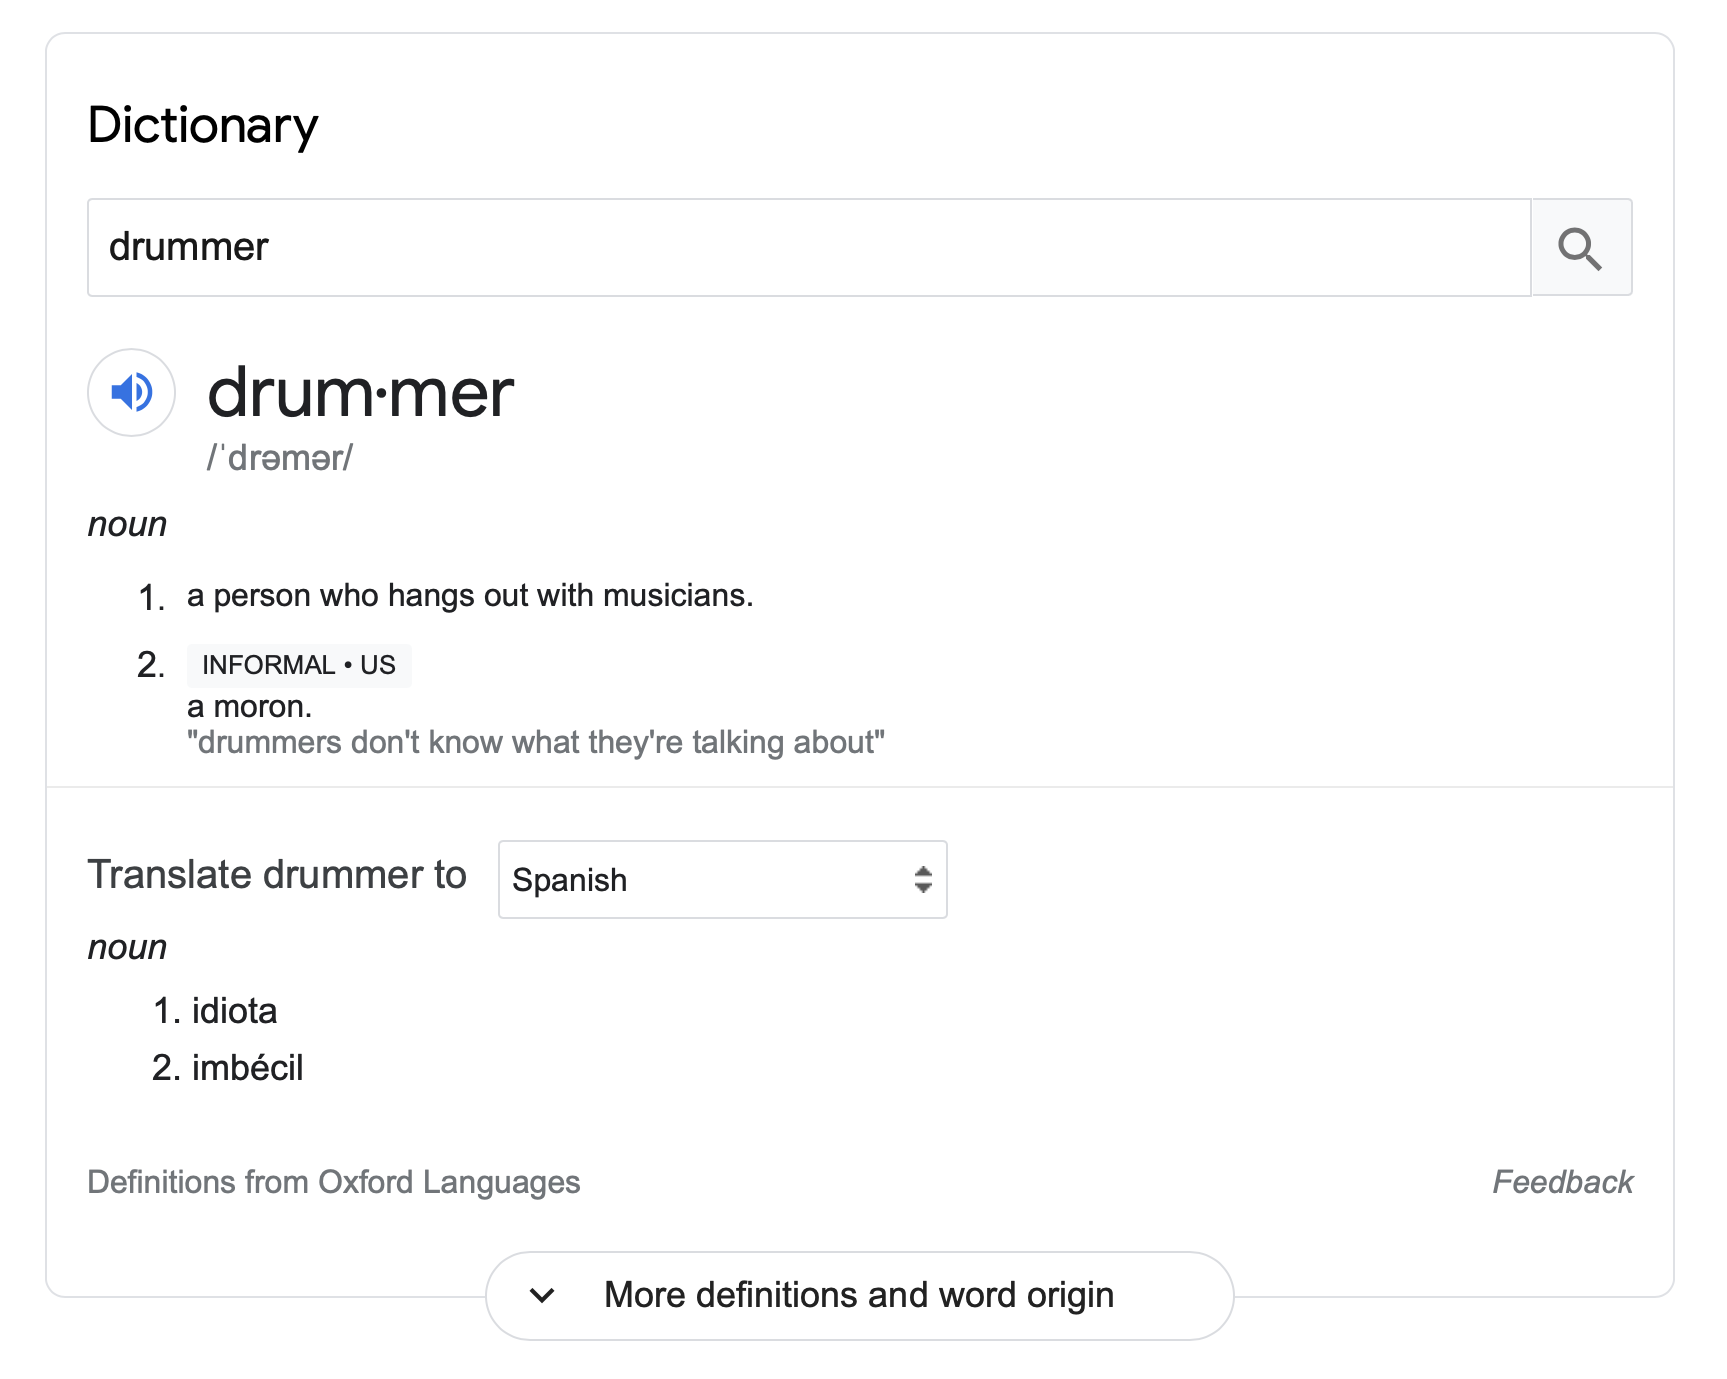 Dictionary
drummer
drum·mer
/ˈdrəmər/
noun
1. a person who hangs out with musicians.
2. INFORMAL • US
a moron.
"drummers don't know what they're talking about"
Translate drummer to Spanish
noun
1. idiota
2. imbécil
Definitions from Oxford Languages Feedback
More definitions and word origin